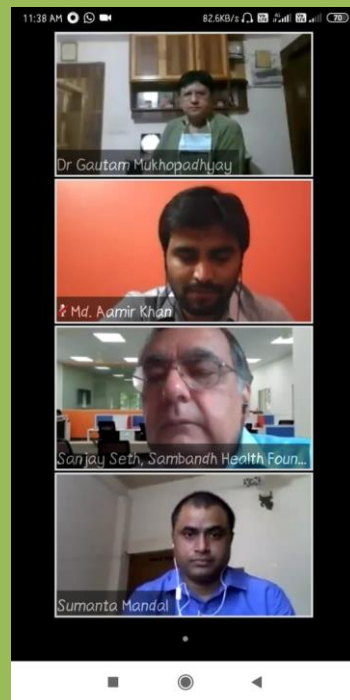 11:38 AM 82.6KB/s 70
Dr Gautam Mukhopadhyay
Md. Aamir Khan
Sanjay Seth, Sambandh Health Foun...
Sumanta Mandal